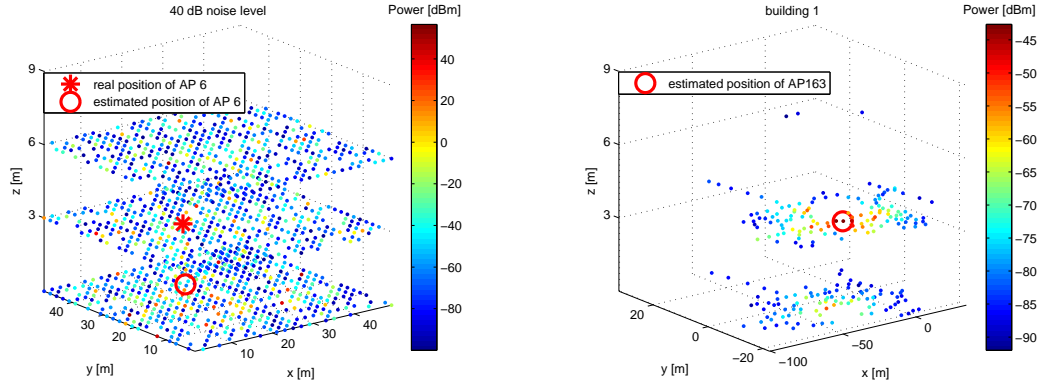 40 dB noise level
Power [dBm]
real position of AP 6
estimated position of AP 6
9
6
3
z [m]
40
30
20
10
y [m]
10
20
30
40
x [m]
40
20
0
−20
−40
−60
−80
building 1
Power [dBm]
estimated position of AP163
9
6
3
z [m]
20
0
−20
y [m]
−100
−50
0
x [m]
−45
−50
−55
−60
−65
−70
−75
−80
−85
−90